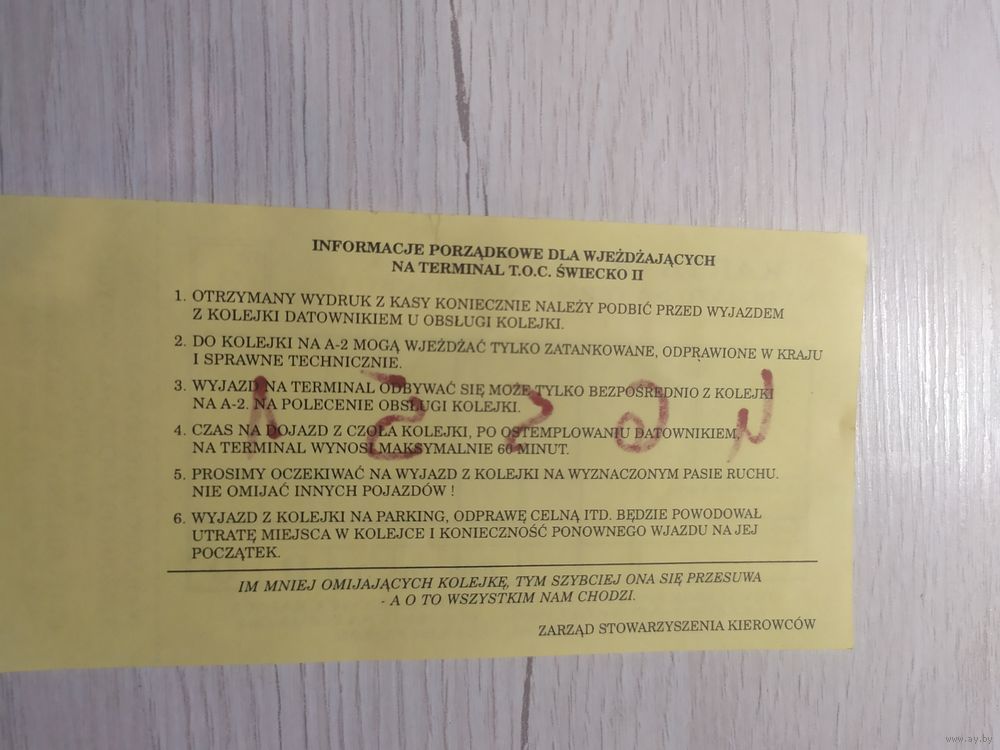 INFORMACJE PORZĄDKOWE DLA WJEŻDŻAJĄCYCH
NA TERMINAL T.O.C. ŚWIECKO II
1. OTRZYMANY WYDRUK Z KASY KONIECZNIE NALEŻY PODBIĆ PRZED WYJAZDEM
Z KOLEJKI DATOWNIKIEM U OBSŁUGI KOLEJKI.
2. DO KOLEJKI NA A-2 MOGĄ WJEŻDŻAĆ TYLKO ZATANKOWANE, ODPRAWIONE W KRAJU
I SPRAWNE TECHNICZNIE.
3. WYJAZD NA TERMINAL ODBYWAĆ SIĘ MOŻE TYLKO BEZPOŚREDNIO Z KOLEJKI
NA A-2. NA POLECENIE OBSŁUGI KOLEJKI.
4. CZAS NA DOJAZD Z CZOŁA KOLEJKI, PO OSTEMPLOWANIU DATOWNIKIEM,
NA TERMINAL WYNOSI MAKSYMALNIE 60 MINUT.
5. PROSIMY OCZEKIWAĆ NA WYJAZD Z KOLEJKI NA WYZNACZONYM PASIE RUCHU.
NIE OMIJAĆ INNYCH POJAZDÓW !
6. WYJAZD Z KOLEJKI NA PARKING, ODPRAWĘ CELNĄ ITD. BĘDZIE POWODOWAŁ
UTRATĘ MIEJSCA W KOLEJCE I KONIECZNOŚĆ PONOWNEGO WJAZDU NA JEJ
POCZĄTEK.
IM MNIEJ OMIJAJĄCYCH KOLEJKĘ, TYM SZYBCIEJ ONA SIĘ PRZESUWA
- A O TO WSZYSTKIM NAM CHODZI.
ZARZĄD STOWARZYSZENIA KIEROWCÓW
www.ay.by